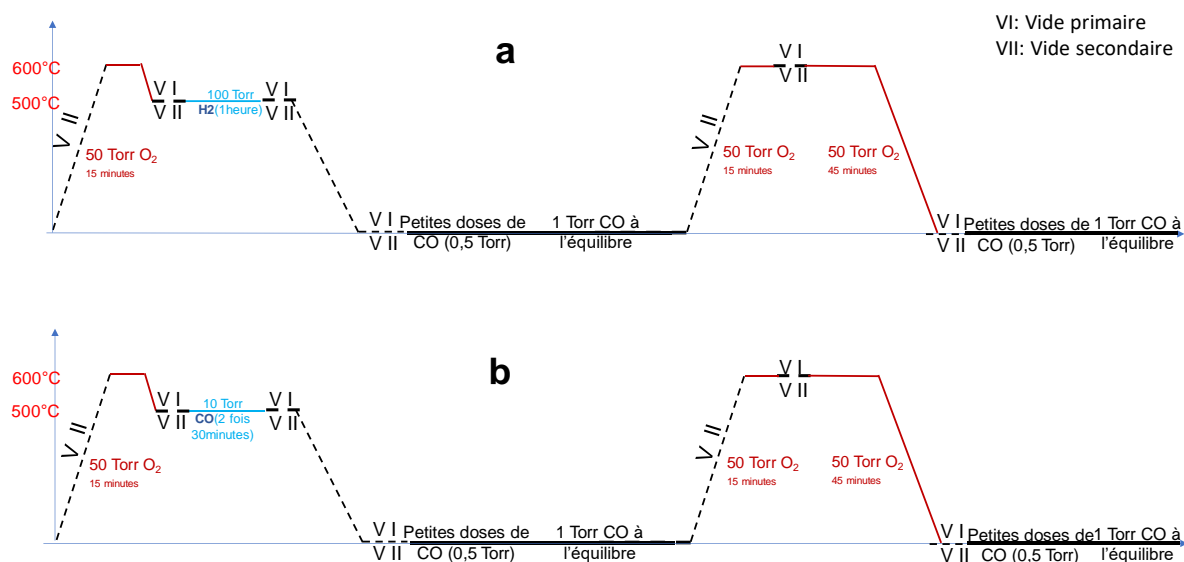 VI: Vide primaire
VII: Vide secondaire
a
600°C
500°C
V II
50 Torr O2
15 minutes
V I
V II
100 Torr
H2(1heure)
V I
V II
V I
V II
Petites doses de
CO (0,5 Torr)
1 Torr CO à
l'équilibre
V II
50 Torr O2
15 minutes
V I
V II
50 Torr O2
45 minutes
V I
V II
Petites doses de
CO (0,5 Torr)
1 Torr CO à
l'équilibre
b
600°C
500°C
V II
50 Torr O2
15 minutes
V I
V II
10 Torr
CO(2 fois
30minutes)
V I
V II
V I
V II
Petites doses de
CO (0,5 Torr)
1 Torr CO à
l'équilibre
V II
50 Torr O2
15 minutes
V I
V II
50 Torr O2
45 minutes
V I
V II
Petites doses de
CO (0,5 Torr)
1 Torr CO à
l'équilibre